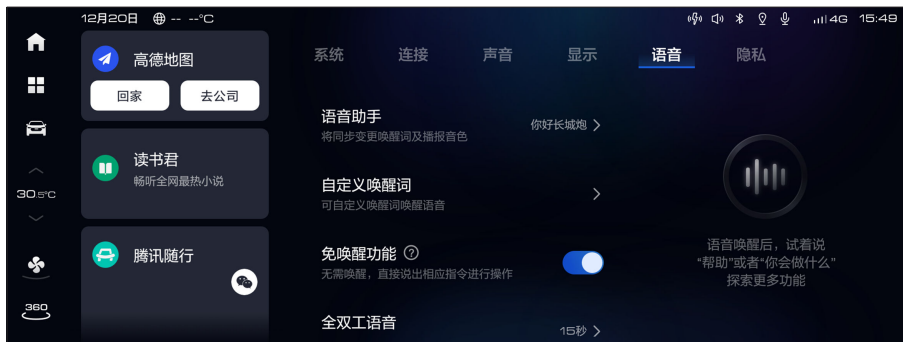 12月20日 -- --°C
4G 15:49
30.5°C
360
高德地图
回家 去公司
读书君
畅听全网最热小说
腾讯随行
系统 连接 声音 显示 语音 隐私
语音助手
将同步变更唤醒词及播报音色
你好长城炮
自定义唤醒词
可自定义唤醒词唤醒语音
免唤醒功能
无需唤醒，直接说出相应指令进行操作
全双工语音
15秒
语音唤醒后，试着说
“帮助”或者“你会做什么”
探索更多功能